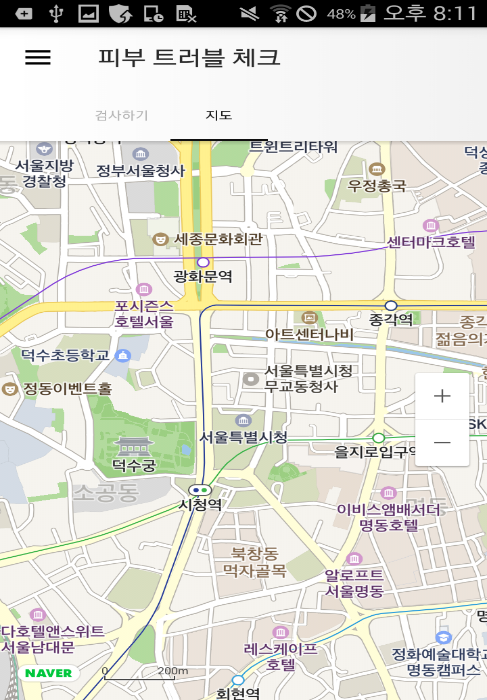 48% 오후 8:11
피부 트러블 체크
검사하기
지도
트윈트리타워
서울지방
경찰청
정부서울청사
우정총국
세종문화회관
센터마크호텔
광화문역
포시즌스
호텔서울
종각역
아트센터나비
덕수초등학교
서울특별시청
무교동청사
정동이벤트홀
서울특별시청
을지로입구역
SK
덕수궁
소공동
시청역
이비스앰배서더
명동호텔
북창동
먹자골목
알로프트
서울명동
다호텔앤스위트
서울남대문
레스케이프
호텔
정화예술대학교
명동캠퍼스
NAVER
0
200m
회현역